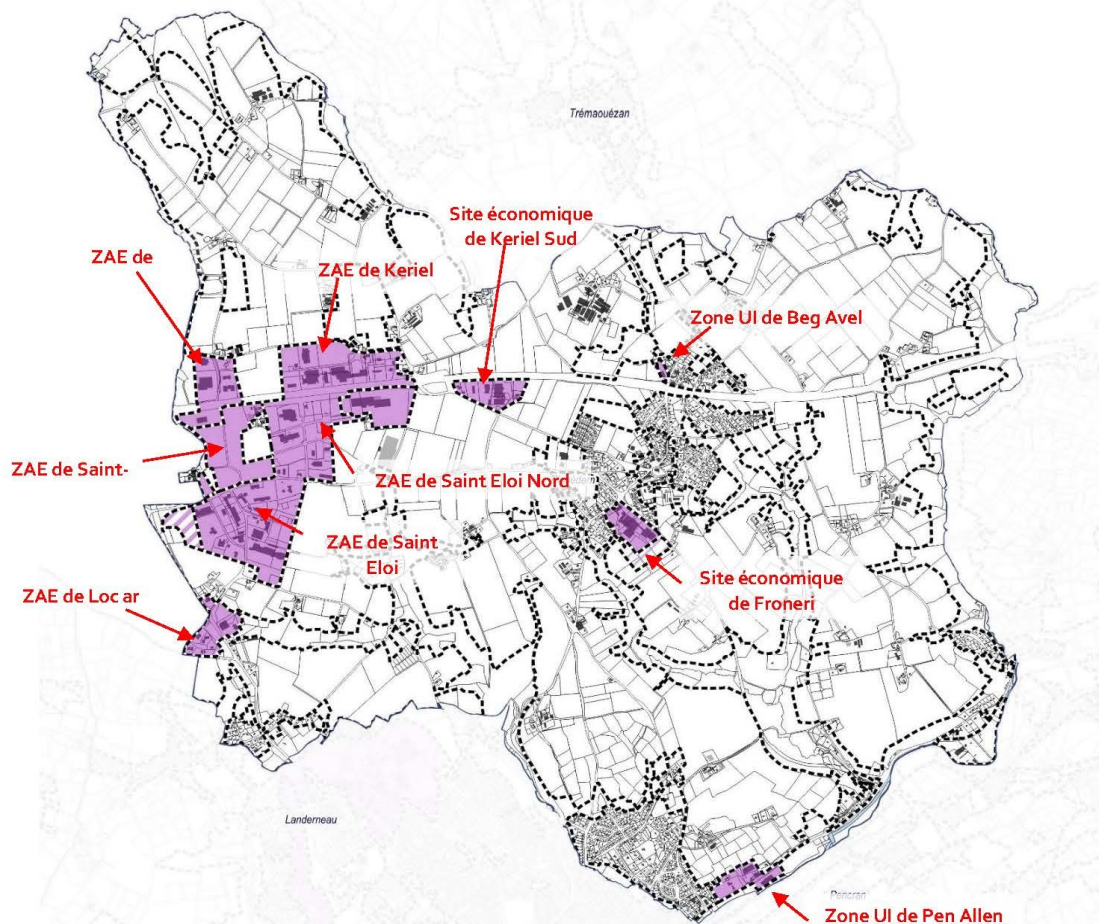 Trémaouézan
Site économique
de Keriel Sud
ZAE de
ZAE de Keriel
Zone UI de Beg Avel
ZAE de Saint-
ZAE de Saint Eloi Nord
ZAE de Saint
Eloi
Site économique
de Froneri
ZAE de Loc ar
Landerneau
Pencran
Zone UI de Pen Allen